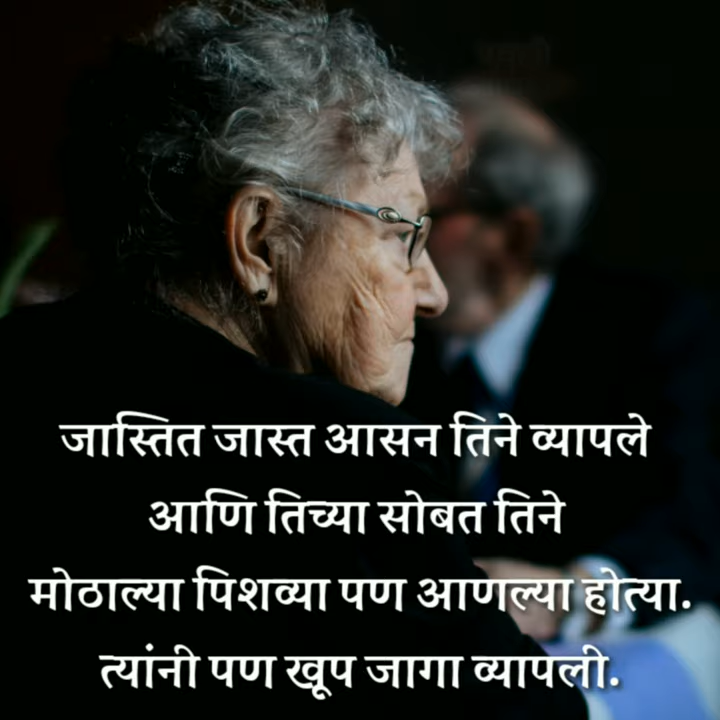 जास्तित जास्त आसन तिने व्यापले
आणि तिच्या सोबत तिने
मोठाल्या पिशव्या पण आणल्या होत्या.
त्यांनी पण खूप जागा व्यापली.